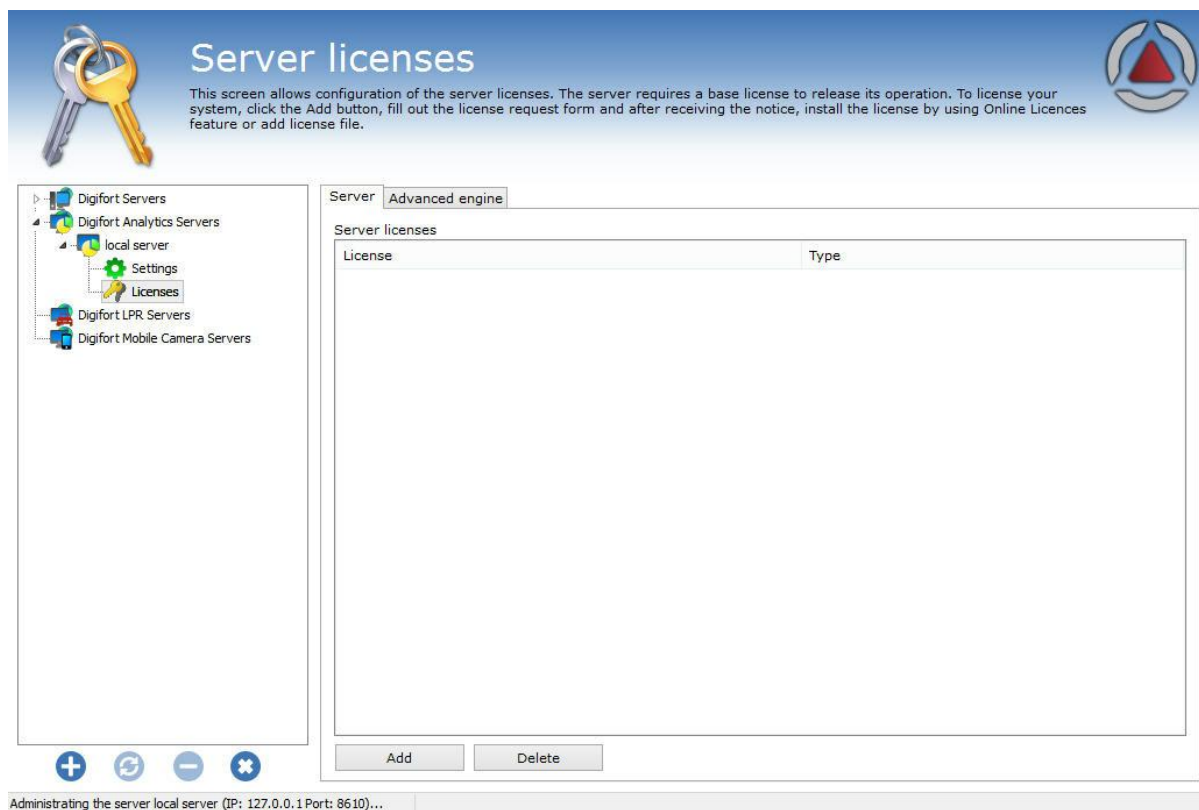 Server licenses
This screen allows configuration of the server licenses. The server requires a base license to release its operation. To license your
system, click the Add button, fill out the license request form and after receiving the notice, install the license by using Online Licences
feature or add license file.
Digifort Servers
Digifort Analytics Servers
local server
Settings
Licenses
Digifort LPR Servers
Digifort Mobile Camera Servers
Server Advanced engine
Server licenses
License Type
Add Delete
Administrating the server local server (IP: 127.0.0.1 Port: 8610)...